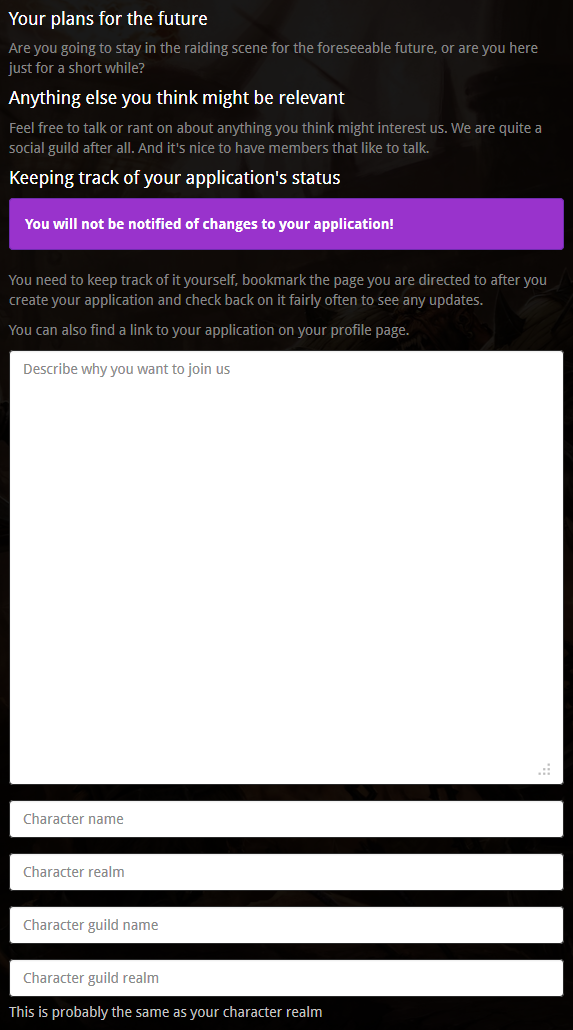 Your plans for the future
Are you going to stay in the raiding scene for the foreseeable future, or are you here
just for a short while?
Anything else you think might be relevant
Feel free to talk or rant on about anything you think might interest us. We are quite a
social guild after all. And it's nice to have members that like to talk.
Keeping track of your application's status
You will not be notified of changes to your application!
You need to keep track of it yourself, bookmark the page you are directed to after you
create your application and check back on it fairly often to see any updates.
You can also find a link to your application on your profile page.
Describe why you want to join us
Character name
Character realm
Character guild name
Character guild realm
This is probably the same as your character realm